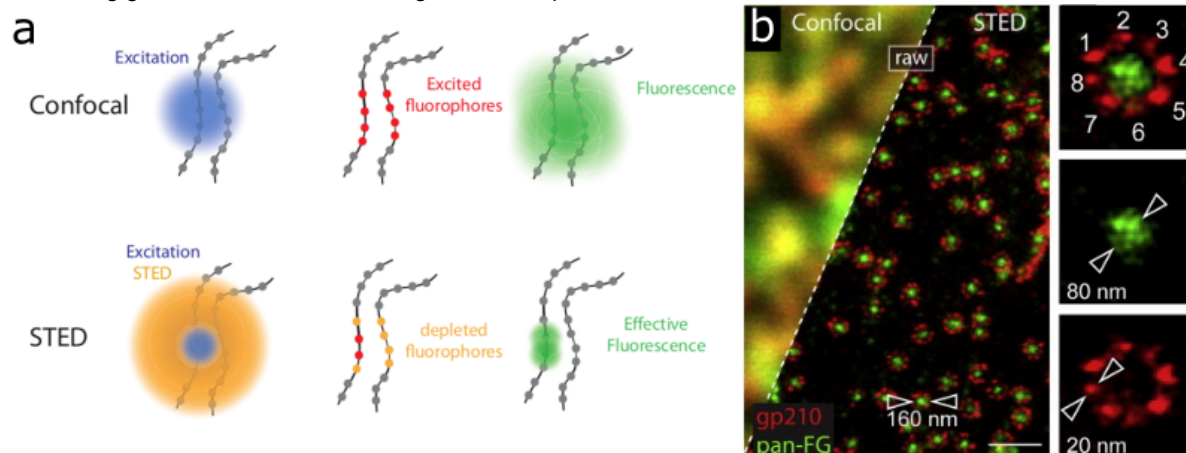 a
Confocal
Excitation
Excited
fluorophores
Fluorescence
STED
Excitation
STED
depleted
fluorophores
Effective
Fluorescence
b
Confocal
STED
raw
160 nm
gp210
pan-FG
1
2
3
4
5
6
7
8
80 nm
20 nm